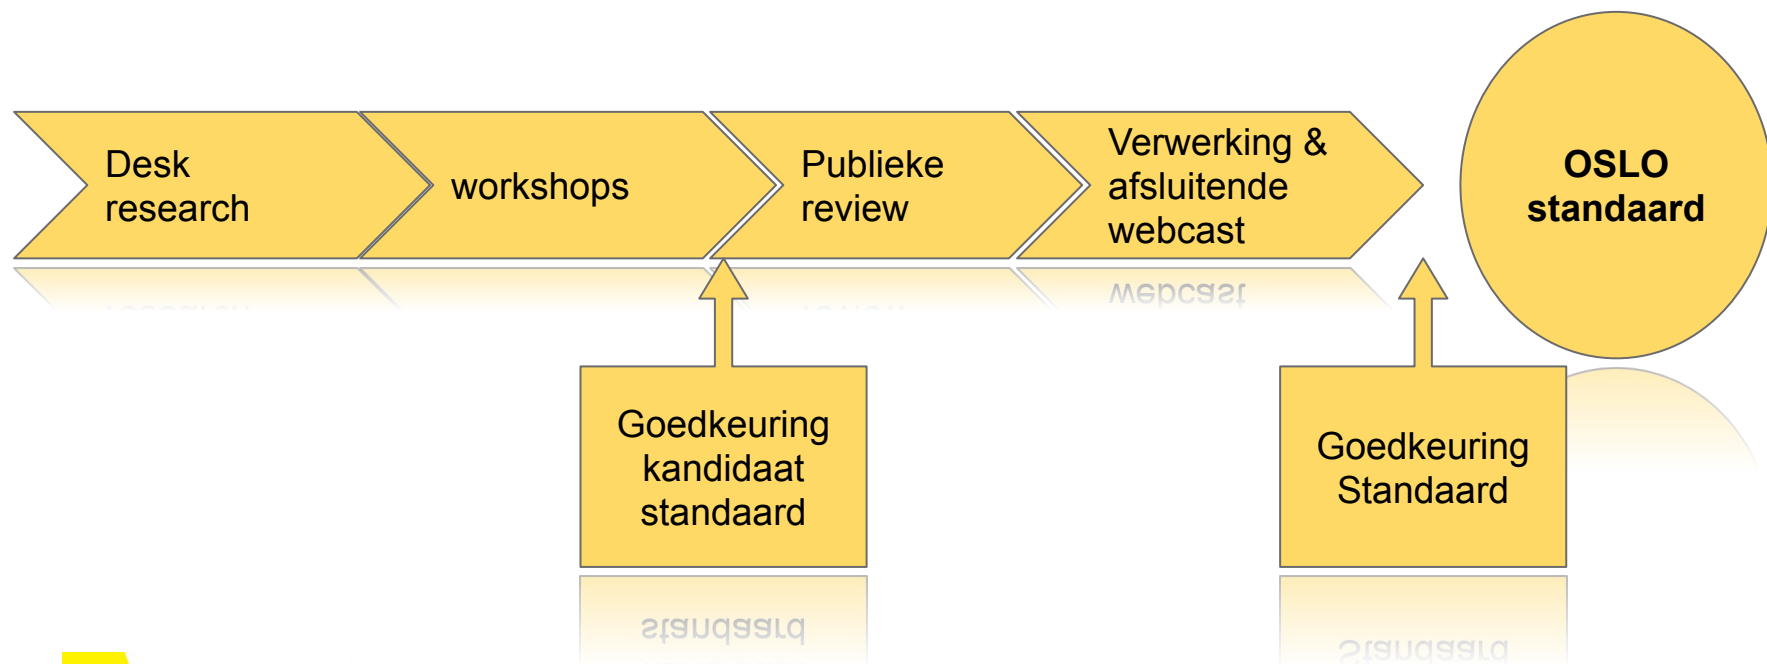 Desk
research
workshops
Publieke
review
Verwerking &
afsluitende
webcast
OSLO
standaard
Goedkeuring
kandidaat
standaard
Goedkeuring
Standaard